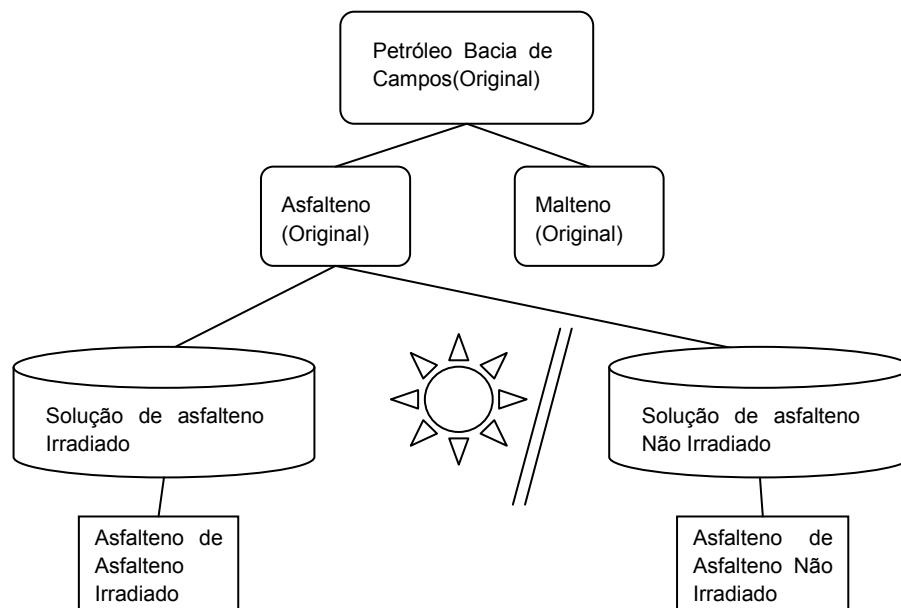 Petróleo Bacia de
Campos(Original)
Asfalteno
(Original)
Malteno
(Original)
Solução de asfalteno
Irradiado
Solução de asfalteno
Não Irradiado
Asfalteno de
Asfalteno
Irradiado
Asfalteno de
Asfalteno Não
Irradiado